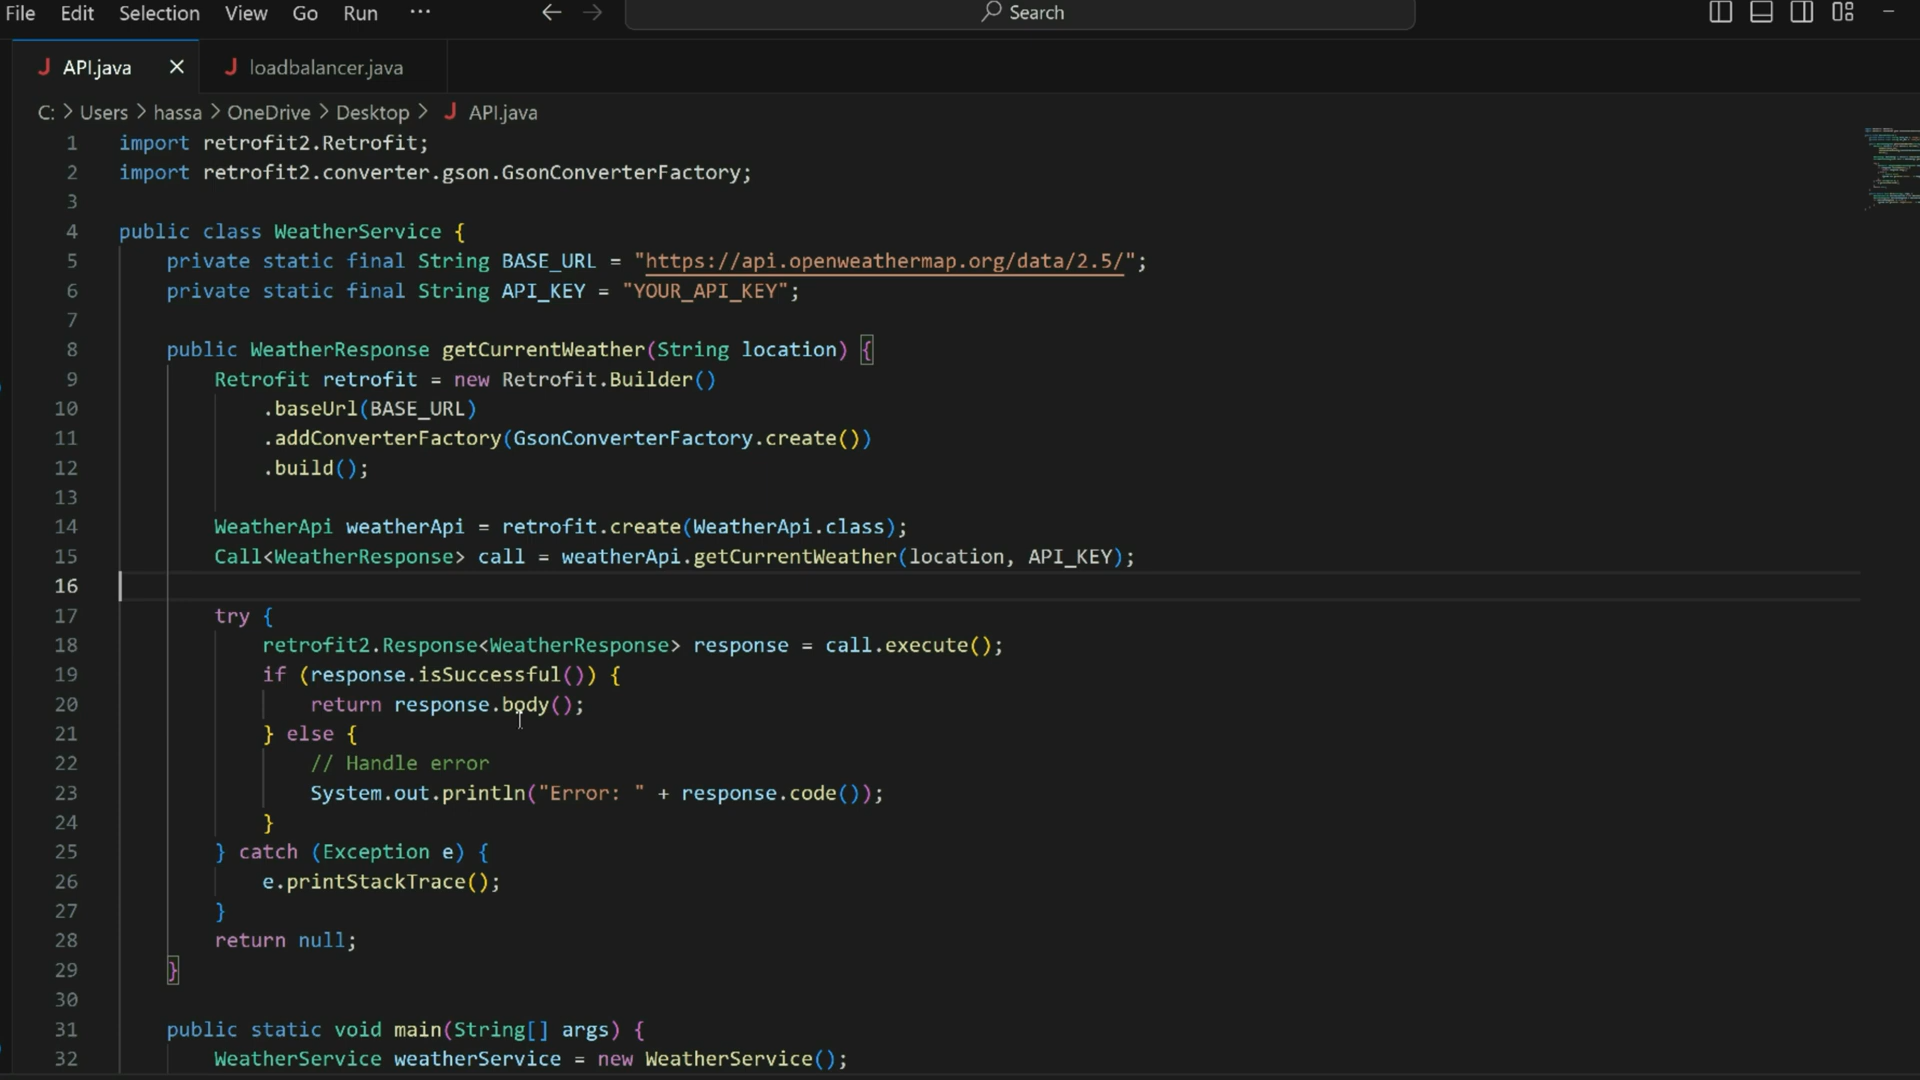 File Edit Selection View Go Run ··· Search
API.java loadbalancer.java
C: > Users > hassa > OneDrive > Desktop > API.java
1 import retrofit2.Retrofit;
2 import retrofit2.converter.gson.GsonConverterFactory;
3
4 public class WeatherService {
5 private static final String BASE_URL = "https://api.openweathermap.org/data/2.5/";
6 private static final String API_KEY = "YOUR_API_KEY";
7
8 public WeatherResponse getCurrentWeather(String location) {
9 Retrofit retrofit = new Retrofit.Builder()
10 .baseUrl(BASE_URL)
11 .addConverterFactory(GsonConverterFactory.create())
12 .build();
13
14 WeatherApi weatherApi = retrofit.create(WeatherApi.class);
15 Call<WeatherResponse> call = weatherApi.getCurrentWeather(location, API_KEY);
16
17 try {
18 retrofit2.Response<WeatherResponse> response = call.execute();
19 if (response.isSuccessful()) {
20 return response.body();
21 } else {
22 // Handle error
23 System.out.println("Error: " + response.code());
24 }
25 } catch (Exception e) {
26 e.printStackTrace();
27 }
28 return null;
29 }
30
31 public static void main(String[] args) {
32 WeatherService weatherService = new WeatherService();